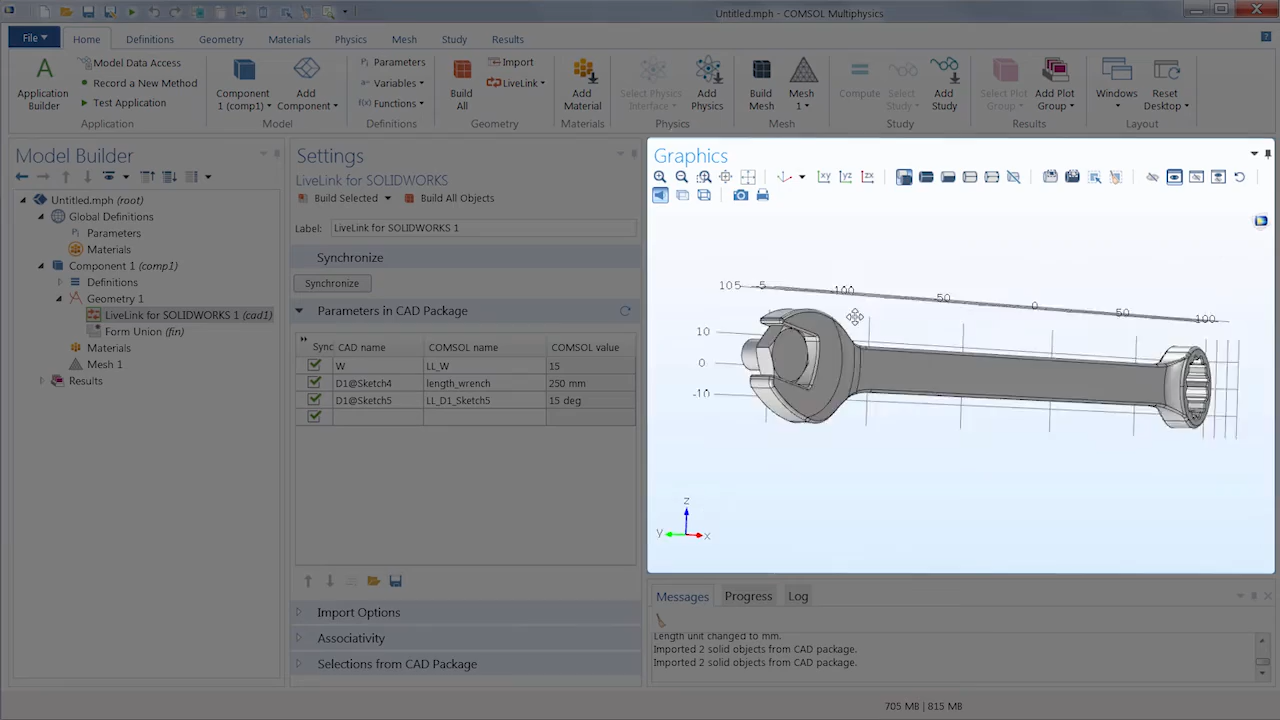 Untitled.mph - COMSOL Multiphysics
File Home Definitions Geometry Materials Physics Mesh Study Results
Application Builder
Model Data Access
Record a New Method
Test Application
Application
Component 1 (comp1)
Add Component
Model
Pi Parameters
a= Variables
f(x) Functions
Definitions
Build All
Import
LiveLink
Geometry
Add Material
Materials
Select Physics Interface
Add Physics
Physics
Build Mesh
Mesh 1
Mesh
Compute
Select Study
Add Study
Study
Select Plot Group
Add Plot Group
Results
Windows
Reset Desktop
Layout
Model Builder
Untitled.mph (root)
Global Definitions
Pi Parameters
Materials
Component 1 (comp1)
Definitions
Geometry 1
LiveLink for SOLIDWORKS 1 (cad1)
Form Union (fin)
Materials
Mesh 1
Results
Settings
LiveLink for SOLIDWORKS
Build Selected Build All Objects
Label: LiveLink for SOLIDWORKS 1
Synchronize
Synchronize
Parameters in CAD Package
Sync CAD name COMSOL name COMSOL value
W LL_W 15
D1@Sketch4 length_wrench 250 mm
D1@Sketch5 LL_D1_Sketch5 15 deg
Import Options
Associativity
Selections from CAD Package
Graphics
xy yz zx
105 -5 100 50 0 50 100
10
0
-10
z
y x
Messages Progress Log
Length unit changed to mm.
Imported 2 solid objects from CAD package.
Imported 2 solid objects from CAD package.
705 MB | 815 MB